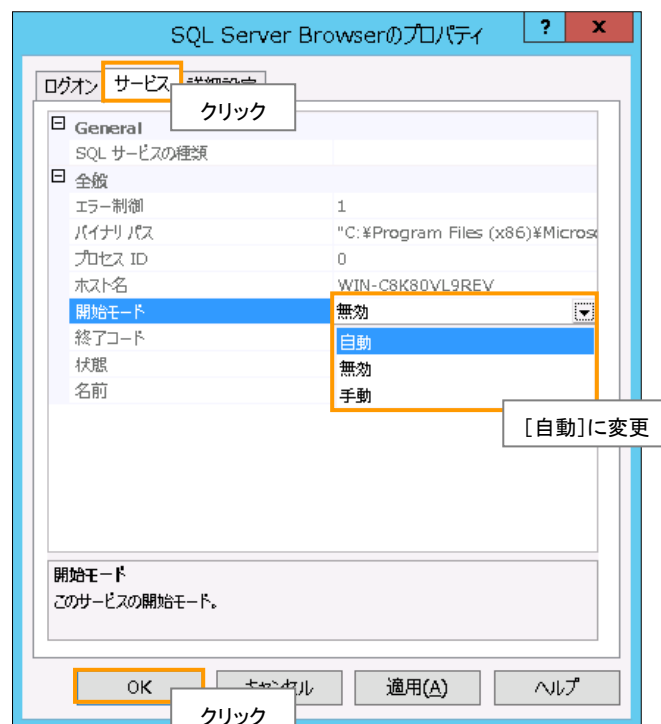 SQL Server Browserのプロパティ ? x
ログオン サービス
クリック
General
SQL サービスの種類
全般
エラー制御 1
バイナリ パス "C:¥Program Files (x86)¥Micros
プロセス ID 0
ホスト名 WIN-C8K80VL9REV
開始モード 無効
終了コード 自動
状態 無効
名前 手動
[自動]に変更
開始モード
このサービスの開始モード。
OK キャンセル 適用(A) ヘルプ
クリック